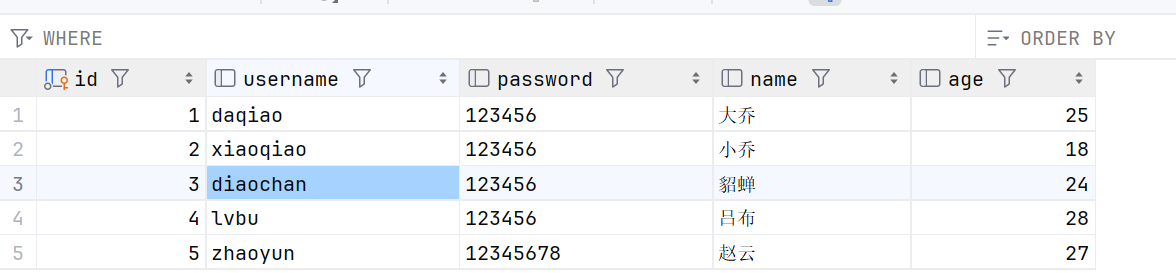 WHERE ORDER BY
id username password name age
1 1 daqiao 123456 大乔 25
2 2 xiaoqiao 123456 小乔 18
3 3 diaochan 123456 貂蝉 24
4 4 lvbu 123456 吕布 28
5 5 zhaoyun 12345678 赵云 27